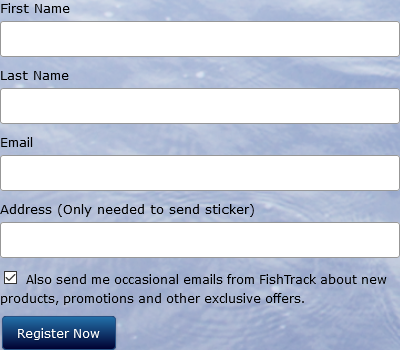 First Name
Last Name
Email
Address (Only needed to send sticker)
Also send me occasional emails from FishTrack about new
products, promotions and other exclusive offers.
Register Now